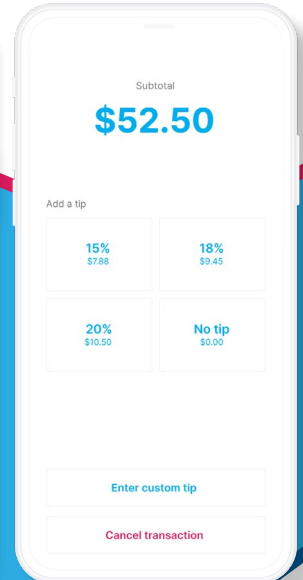 Subtotal
$52.50
Add a tip
15%
$7.88
18%
$9.45
20%
$10.50
No tip
$0.00
Enter custom tip
Cancel transaction